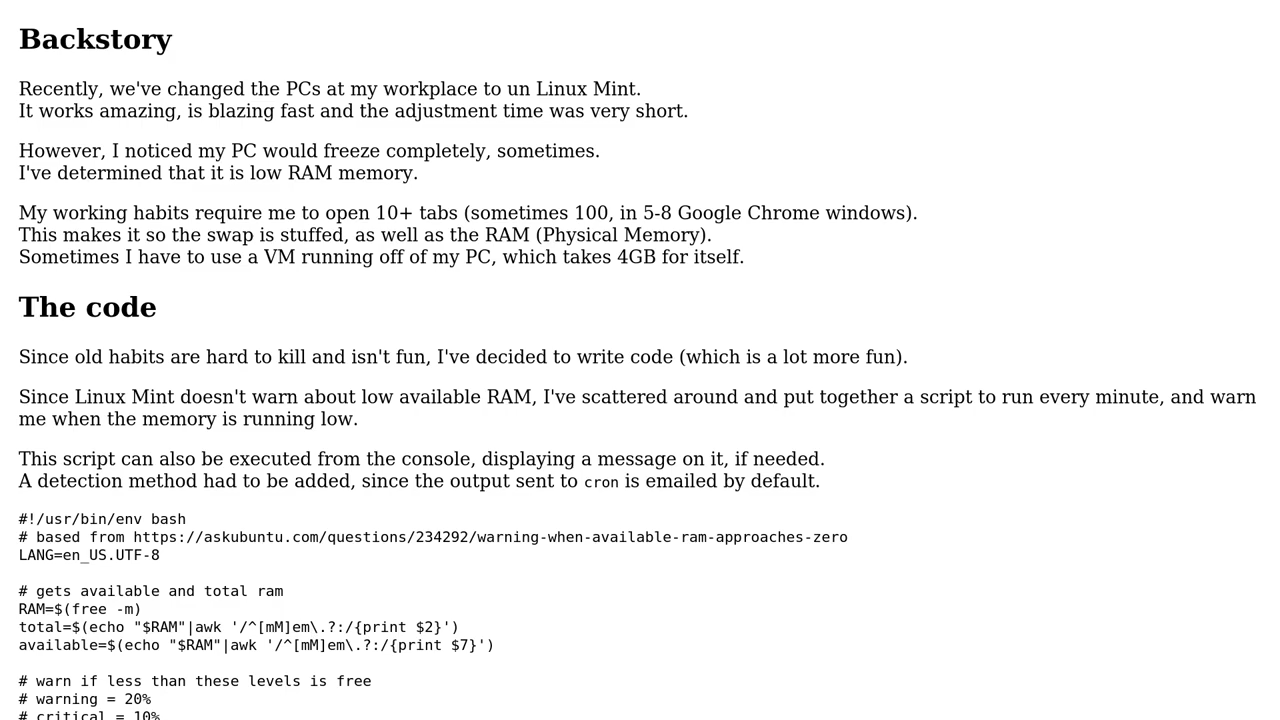 Backstory
Recently, we've changed the PCs at my workplace to un Linux Mint.
It works amazing, is blazing fast and the adjustment time was very short.
However, I noticed my PC would freeze completely, sometimes.
I've determined that it is low RAM memory.
My working habits require me to open 10+ tabs (sometimes 100, in 5-8 Google Chrome windows).
This makes it so the swap is stuffed, as well as the RAM (Physical Memory).
Sometimes I have to use a VM running off of my PC, which takes 4GB for itself.
The code
Since old habits are hard to kill and isn't fun, I've decided to write code (which is a lot more fun).
Since Linux Mint doesn't warn about low available RAM, I've scattered around and put together a script to run every minute, and warn
me when the memory is running low.
This script can also be executed from the console, displaying a message on it, if needed.
A detection method had to be added, since the output sent to cron is emailed by default.
#!/usr/bin/env bash
# based from https://askubuntu.com/questions/234292/warning-when-available-ram-approaches-zero
LANG=en_US.UTF-8
# gets available and total ram
RAM=$(free -m)
total=$(echo "$RAM"|awk '/^[mM]em\.?:/{print $2}')
available=$(echo "$RAM"|awk '/^[mM]em\.?:/{print $7}')
# warn if less than these levels is free
# warning = 20%
# critical = 10%